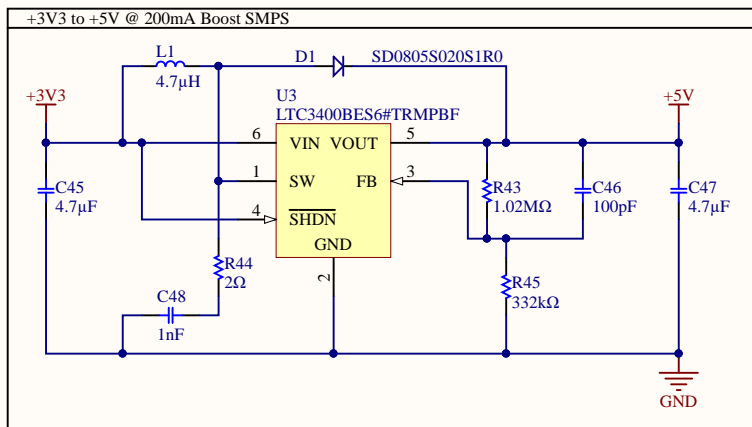 +3V3 to +5V @ 200mA Boost SMPS
L1
4.7µH
D1
SD0805S020S1R0
+3V3
U3
LTC3400BES6#TRMPBF
+5V
6
VIN
VOUT
5
1
SW
FB
3
4
SHDN
GND
2
C45
4.7µF
R43
1.02MΩ
C46
100pF
C47
4.7µF
R44
2Ω
C48
1nF
R45
332kΩ
GND